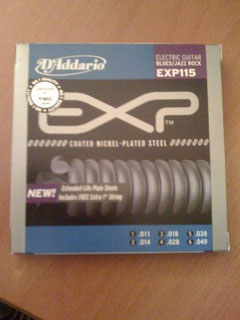 D'Addario
ELECTRIC GUITAR
BLUES/JAZZ ROCK
EXP115
EXP™
COATED NICKEL-PLATED STEEL
NEW!
Extended-Life Plain Steels
Includes FREE Extra 1st String
1 .011 3 .018 5 .038
2 .014 4 .028 6 .049